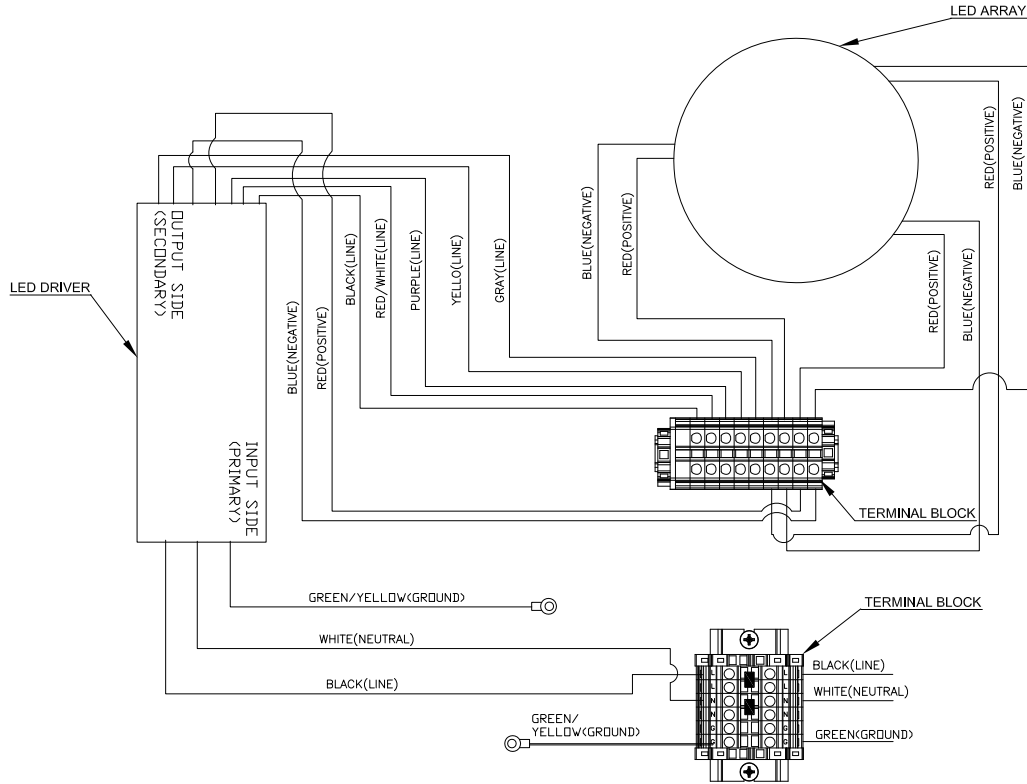 LED ARRAY
RED(POSITIVE)
BLUE(NEGATIVE)
BLUE(NEGATIVE)
RED(POSITIVE)
RED(POSITIVE)
BLUE(NEGATIVE)
OUTPUT SIDE
(SECONDARY)
LED DRIVER
BLACK(LINE)
RED/WHITE(LINE)
PURPLE(LINE)
YELLO(LINE)
GRAY(LINE)
BLUE(NEGATIVE)
RED(POSITIVE)
INPUT SIDE
(PRIMARY)
TERMINAL BLOCK
GREEN/YELLOW(GROUND)
TERMINAL BLOCK
WHITE(NEUTRAL)
BLACK(LINE)
BLACK(LINE)
WHITE(NEUTRAL)
GREEN/
YELLOW(GROUND)
GREEN(GROUND)
L
L
N
N
G
G